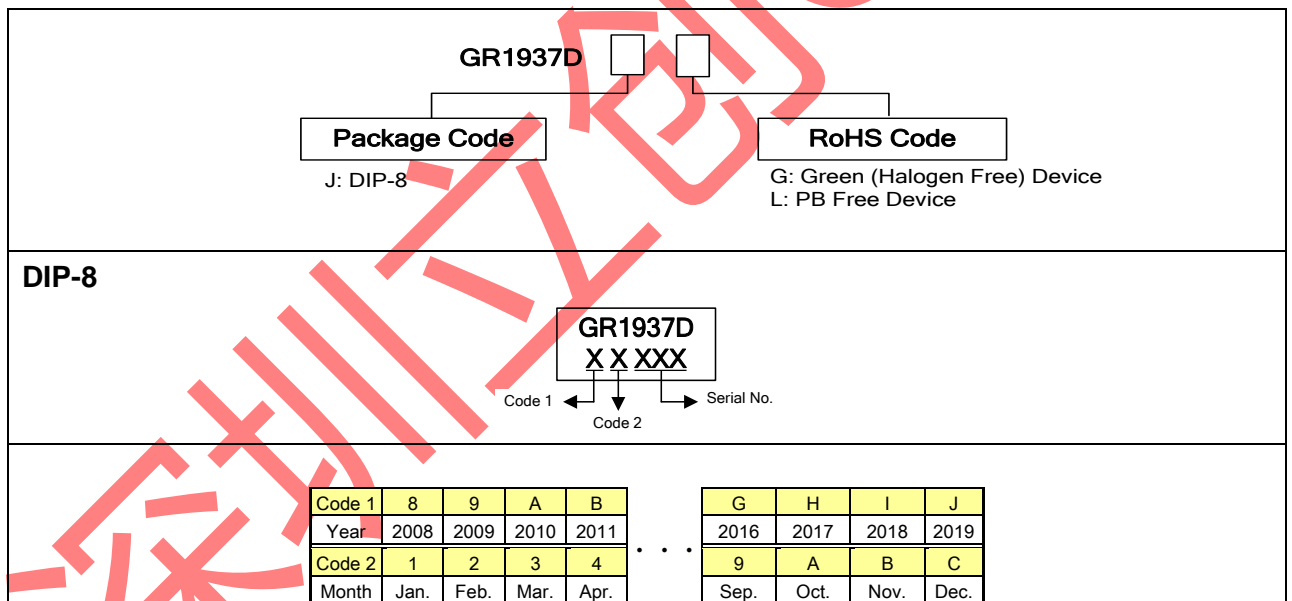 GR1937D
Package Code
RoHS Code
J: DIP-8
G: Green (Halogen Free) Device
L: PB Free Device
DIP-8
GR1937D
X X XXX
Code 1
Serial No.
Code 2
Code 1 8 9 A B G H I J
Year 2008 2009 2010 2011 . . . 2016 2017 2018 2019
Code 2 1 2 3 4 9 A B C
Month Jan. Feb. Mar. Apr. Sep. Oct. Nov. Dec.
深圳立创